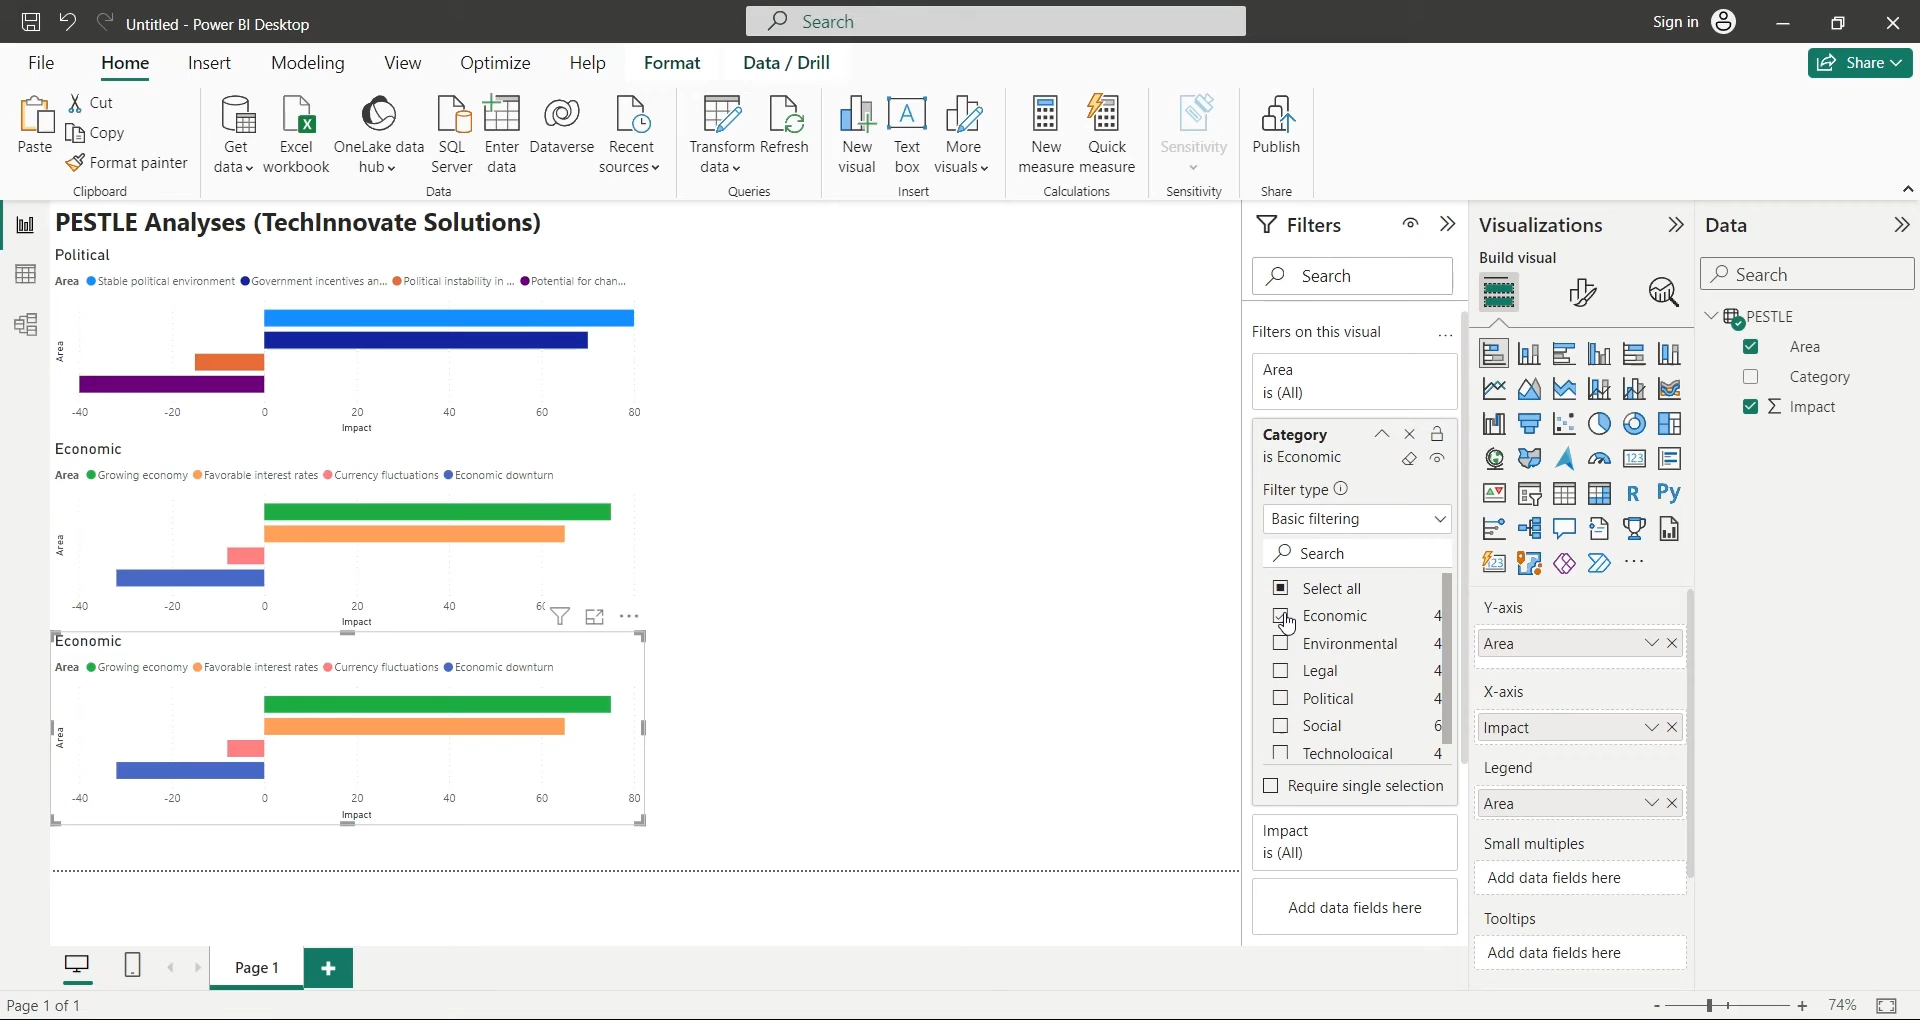 Untitled - Power BI Desktop
Search
Sign in
File
Home
Insert
Modeling
View
Optimize
Help
Format
Data / Drill
Share
Paste
Cut
Copy
Format painter
Clipboard
Get data
Excel workbook
OneLake data hub
SQL Server
Enter data
Dataverse
Recent sources
Data
Transform data
Refresh
Queries
New visual
A
Text box
More visuals
Insert
New measure
Quick measure
Calculations
Sensitivity
Sensitivity
Publish
Share
PESTLE Analyses (TechInnovate Solutions)
Political
Area Stable political environment Government incentives an... Political instability in ... Potential for chan...
Area
-40 -20 0 20 40 60 80
Impact
Economic
Area Growing economy Favorable interest rates Currency fluctuations Economic downturn
Area
-40 -20 0 20 40 60
Impact
Economic
Area Growing economy Favorable interest rates Currency fluctuations Economic downturn
Area
-40 -20 0 20 40 60 80
Impact
Filters
Search
Filters on this visual
...
Area
is (All)
Category
is Economic
Filter type
Basic filtering
Search
Select all
Economic 4
Environmental 4
Legal 4
Political 4
Social 6
Technological 4
Require single selection
Impact
is (All)
Add data fields here
Visualizations
Build visual
123
R
Py
123
...
Y-axis
Area
X-axis
Impact
Legend
Area
Small multiples
Add data fields here
Tooltips
Add data fields here
Data
Search
PESTLE
Area
Category
Σ Impact
Page 1
+
Page 1 of 1
- + 74%